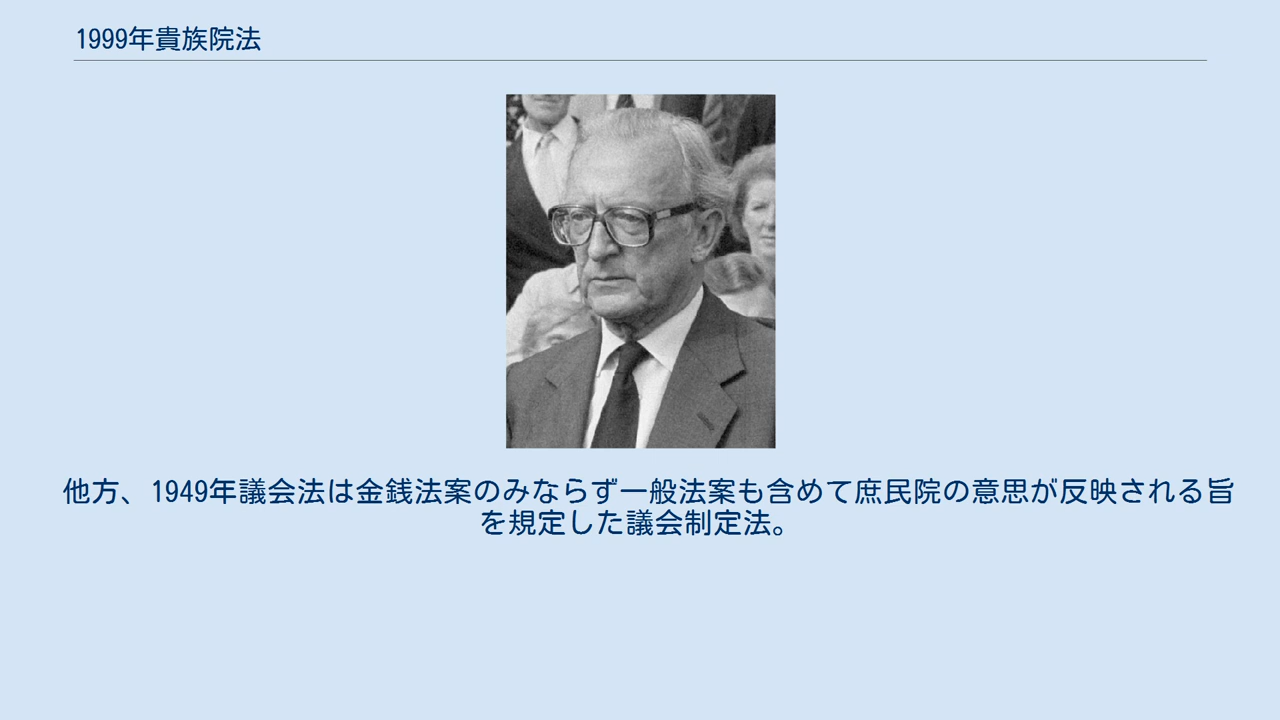 1999年貴族院法
他方、1949年議会法は金銭法案のみならず一般法案も含めて庶民院の意思が反映される旨
を規定した議会制定法。